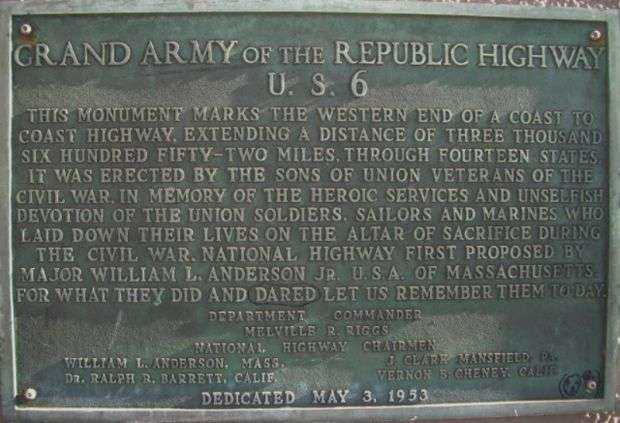 GRAND ARMY OF THE REPUBLIC HIGHWAY
U. S. 6
THIS MONUMENT MARKS THE WESTERN END OF A COAST TO
COAST HIGHWAY, EXTENDING A DISTANCE OF THREE THOUSAND
SIX HUNDRED FIFTY-TWO MILES, THROUGH FOURTEEN STATES.
IT WAS ERECTED BY THE SONS OF UNION VETERANS OF THE
CIVIL WAR, IN MEMORY OF THE HEROIC SERVICES AND UNSELFISH
DEVOTION OF THE UNION SOLDIERS, SAILORS AND MARINES WHO
LAID DOWN THEIR LIVES ON THE ALTAR OF SACRIFICE DURING
THE CIVIL WAR. NATIONAL HIGHWAY FIRST PROPOSED BY
MAJOR WILLIAM L. ANDERSON JR. U.S.A. OF MASSACHUSETTS.
FOR WHAT THEY DID AND DARED LET US REMEMBER THEM TO-DAY.
DEPARTMENT COMMANDER
MELVILLE R. RIGGS
NATIONAL HIGHWAY CHAIRMEN
WILLIAM L. ANDERSON, MASS. J. CLARK MANSFIELD, PA.
DR. RALPH R. BARRETT, CALIF. VERNON B. CHENEY, CALIF.
DEDICATED MAY 3, 1953